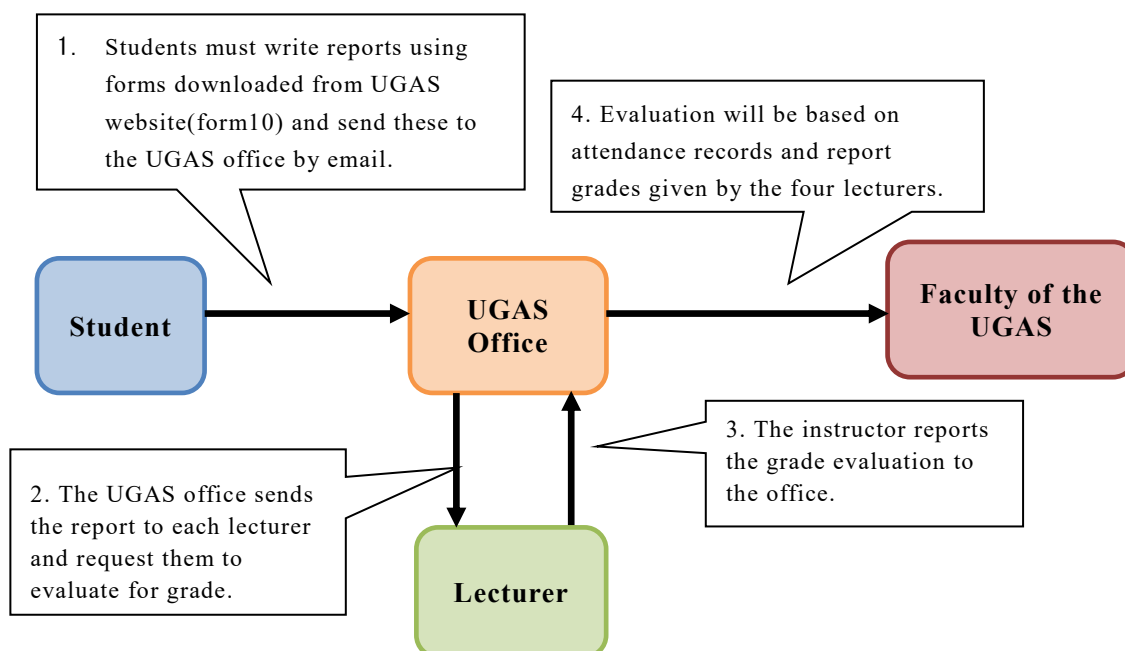 1. Students must write reports using
forms downloaded from UGAS
website(form10) and send these to
the UGAS office by email.
4. Evaluation will be based on
attendance records and report
grades given by the four lecturers.
Student
UGAS
Office
Faculty of the
UGAS
2. The UGAS office sends
the report to each lecturer
and request them to
evaluate for grade.
3. The instructor reports
the grade evaluation to
the office.
Lecturer